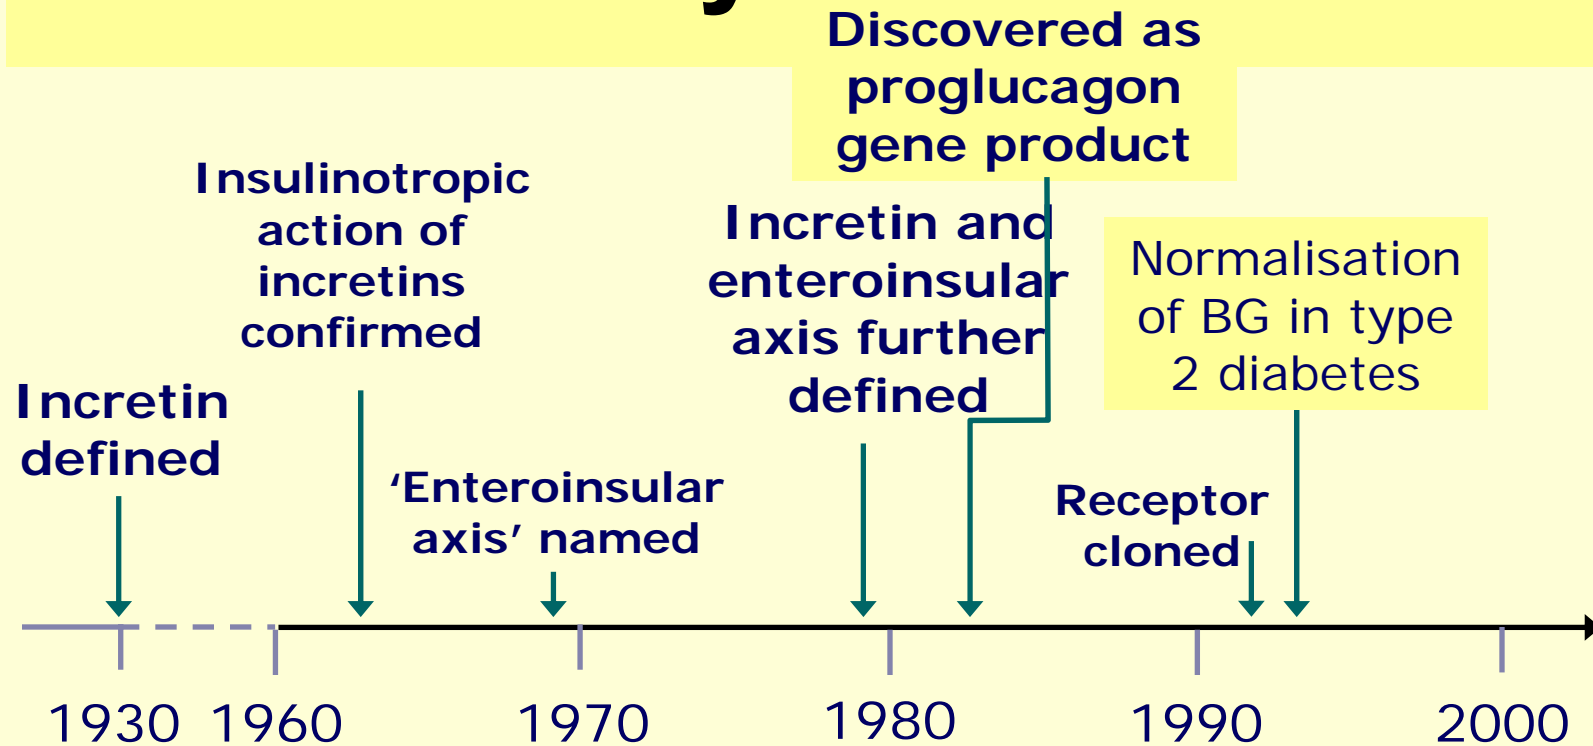 Discovered as
proglucagon
gene product
Insulinotropic
action of
incretins
confirmed
Incretin and
enteroinsular
axis further
defined
Normalisation
of BG in type
2 diabetes
Incretin
defined
‘Enteroinsular
axis’ named
Receptor
cloned
1930 1960 1970 1980 1990 2000